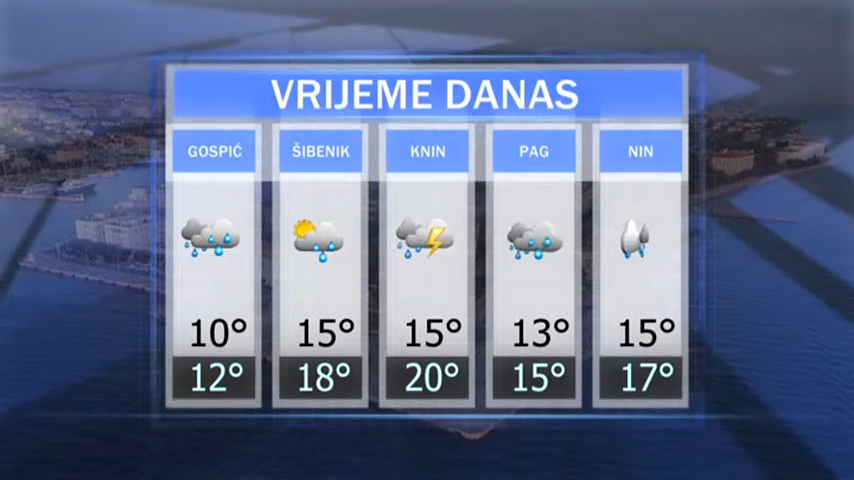 VRIJEME DANAS
GOSPIĆ ŠIBENIK KNIN PAG NIN
10° 15° 15° 13° 15°
12° 18° 20° 15° 17°